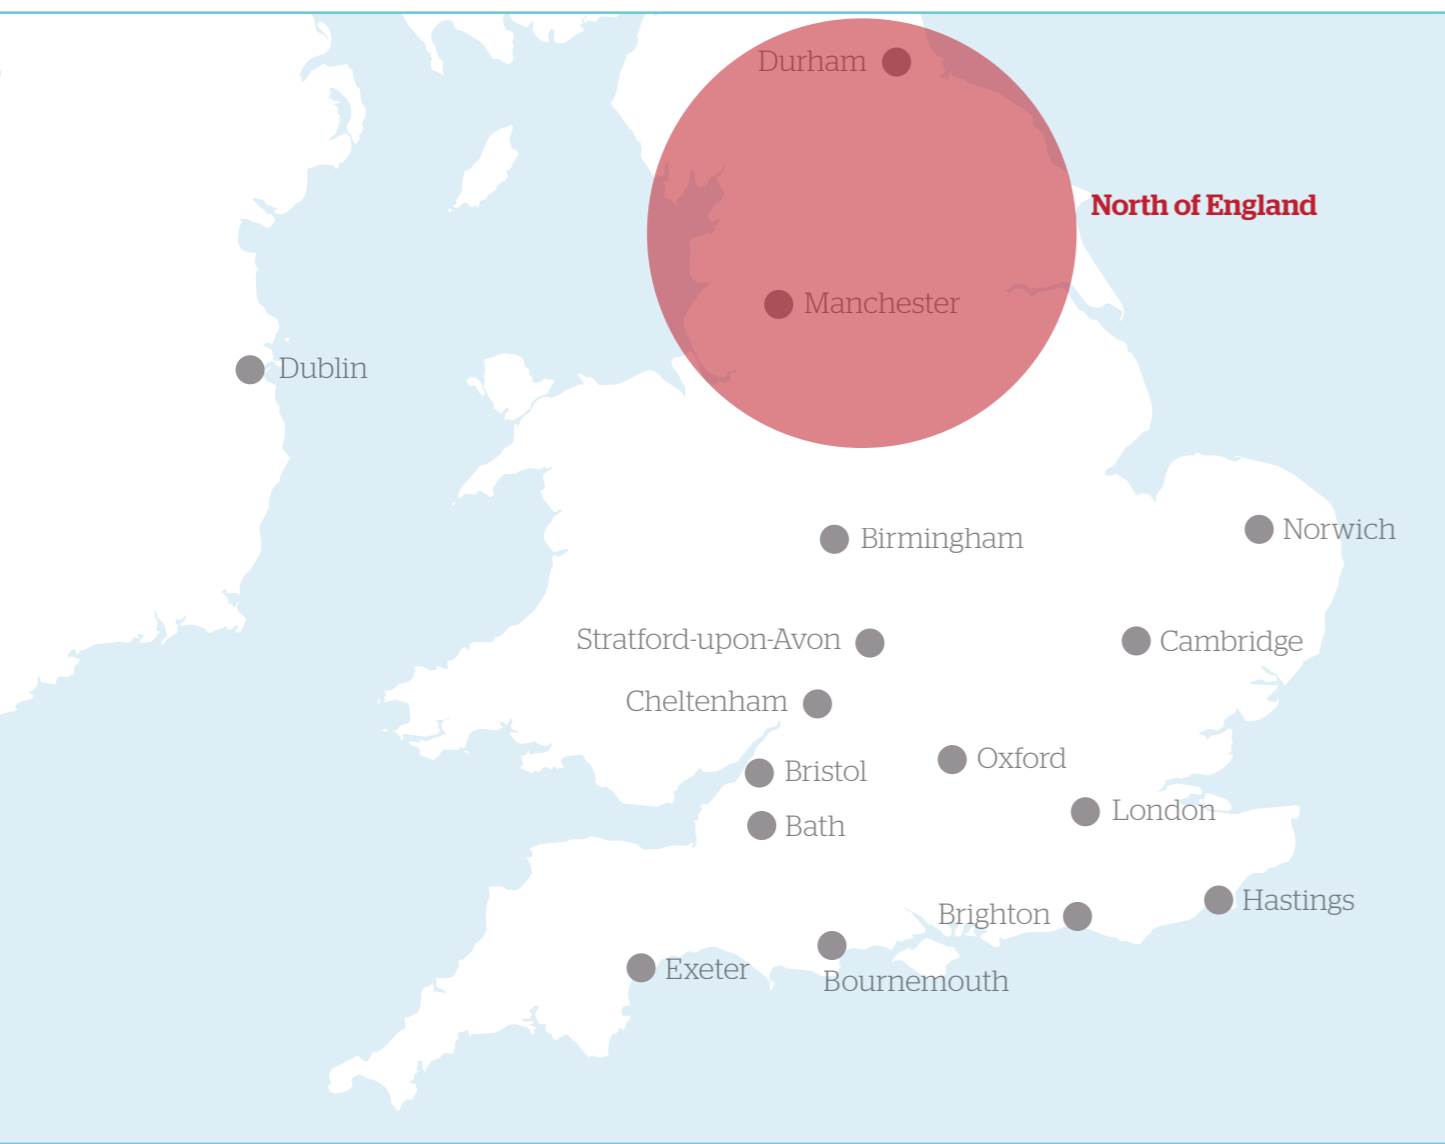 Durham
North of England
Manchester
Dublin
Norwich
Birmingham
Stratford-upon-Avon
Cambridge
Cheltenham
Oxford
Bristol
London
Bath
Hastings
Brighton
Exeter
Bournemouth